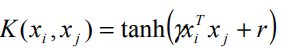 K(x_i, x_j) = tanh(γx_i^T x_j + r)